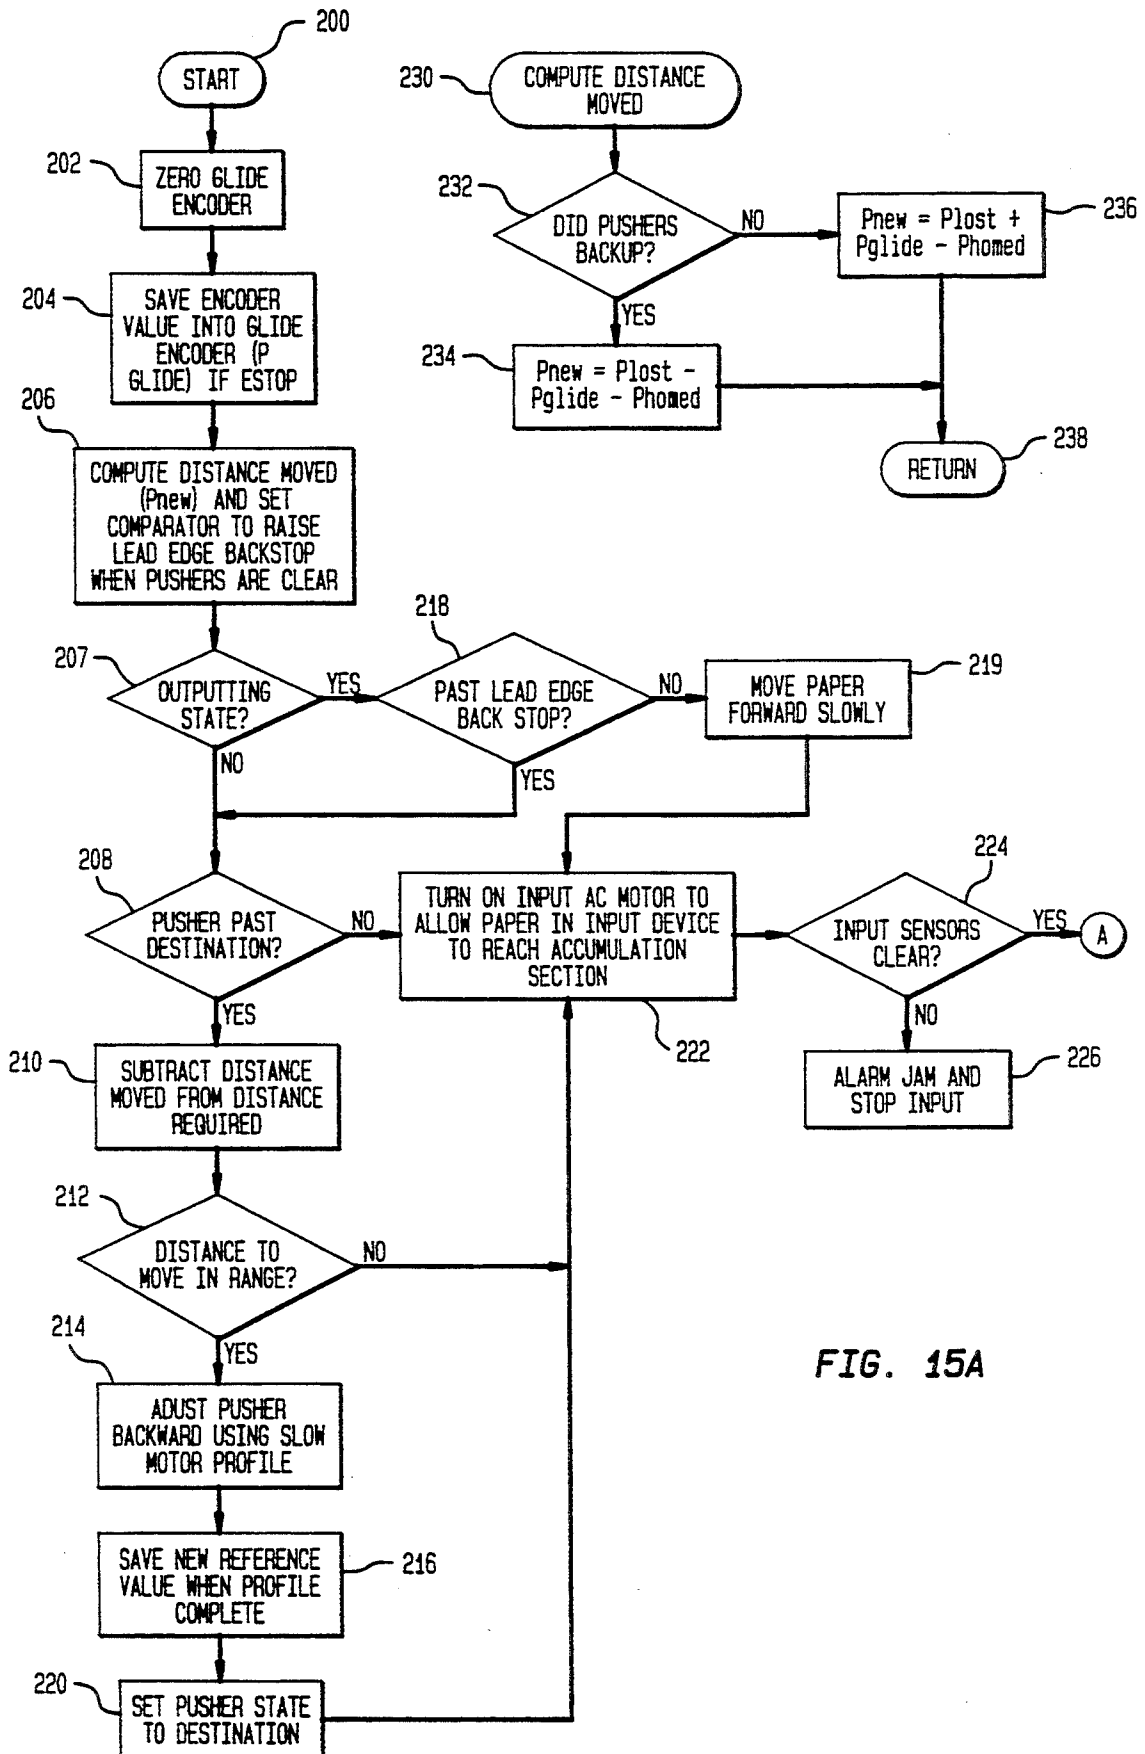 200
START
202
ZERO GLIDE
ENCODER
204
SAVE ENCODER
VALUE INTO GLIDE
ENCODER (P
GLIDE) IF ESTOP
206
COMPUTE DISTANCE MOVED
(Pnew) AND SET
COMPARATOR TO RAISE
LEAD EDGE BACKSTOP
WHEN PUSHERS ARE CLEAR
230
COMPUTE DISTANCE
MOVED
232
DID PUSHERS
BACKUP?
NO
YES
236
Pnew = Plost +
Pglide - Phomed
234
Pnew = Plost -
Pglide - Phomed
238
RETURN
207
OUTPUTTING
STATE?
YES
NO
218
PAST LEAD EDGE
BACK STOP?
NO
YES
219
MOVE PAPER
FORWARD SLOWLY
208
PUSHER PAST
DESTINATION?
NO
YES
TURN ON INPUT AC MOTOR TO
ALLOW PAPER IN INPUT DEVICE
TO REACH ACCUMULATION
SECTION
222
224
INPUT SENSORS
CLEAR?
YES
A
NO
226
ALARM JAM AND
STOP INPUT
210
SUBTRACT DISTANCE
MOVED FROM DISTANCE
REQUIRED
212
DISTANCE TO
MOVE IN RANGE?
NO
YES
214
ADUST PUSHER
BACKWARD USING SLOW
MOTOR PROFILE
216
SAVE NEW REFERENCE
VALUE WHEN PROFILE
COMPLETE
220
SET PUSHER STATE
TO DESTINATION
FIG. 15A